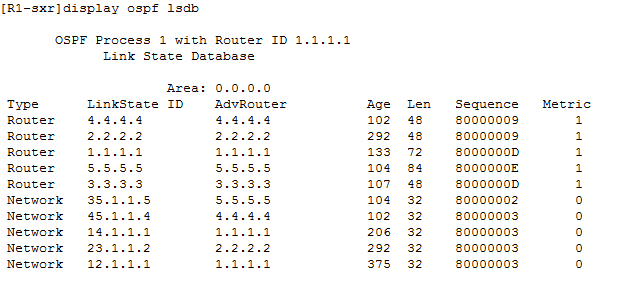 [R1-sxr]display ospf lsdb
OSPF Process 1 with Router ID 1.1.1.1
Link State Database
Area: 0.0.0.0
Type LinkState ID AdvRouter Age Len Sequence Metric
Router 4.4.4.4 4.4.4.4 102 48 80000009 1
Router 2.2.2.2 2.2.2.2 292 48 80000009 1
Router 1.1.1.1 1.1.1.1 133 72 8000000D 1
Router 5.5.5.5 5.5.5.5 104 84 8000000E 1
Router 3.3.3.3 3.3.3.3 107 48 8000000D 1
Network 35.1.1.5 5.5.5.5 104 32 80000002 0
Network 45.1.1.4 4.4.4.4 102 32 80000003 0
Network 14.1.1.1 1.1.1.1 206 32 80000003 0
Network 23.1.1.2 2.2.2.2 292 32 80000003 0
Network 12.1.1.1 1.1.1.1 375 32 80000003 0